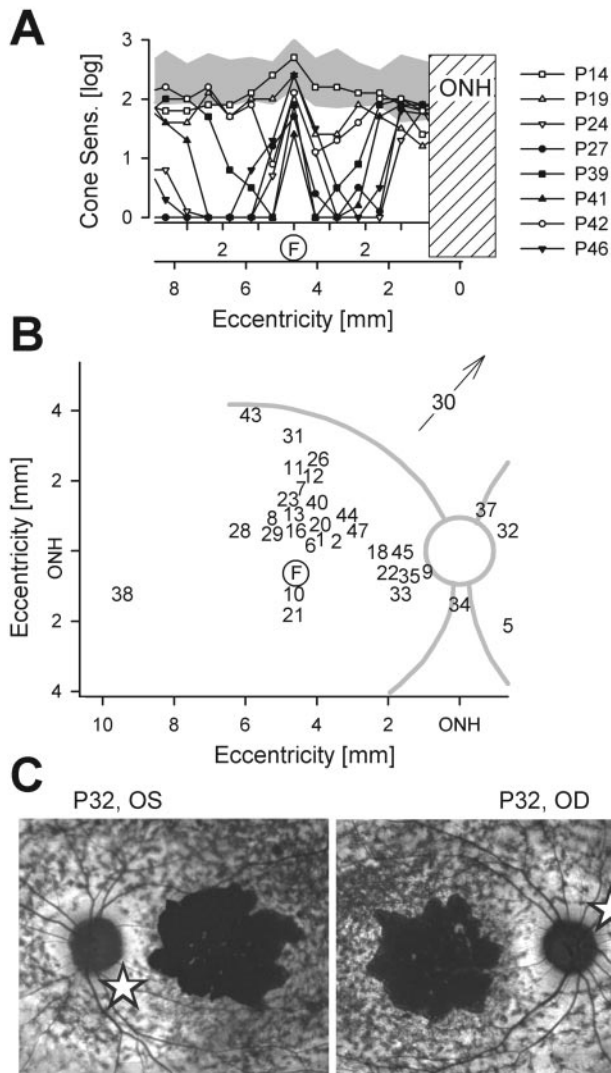 A
Cone Sens. [log]
3
2
1
0
ONH
2 F 2
8 6 4 2 0
Eccentricity [mm]
P14
P19
P24
P27
P39
P41
P42
P46
B
Eccentricity [mm]
4
2
ONH
2
4
30
43
31
26
11
12
7
23
40
13
44
8
20
47
28
29
16
1
2
6
18
45
37
32
F
22
35
9
38
10
33
34
21
5
10 8 6 4 2 ONH
Eccentricity [mm]
C
P32, OS P32, OD